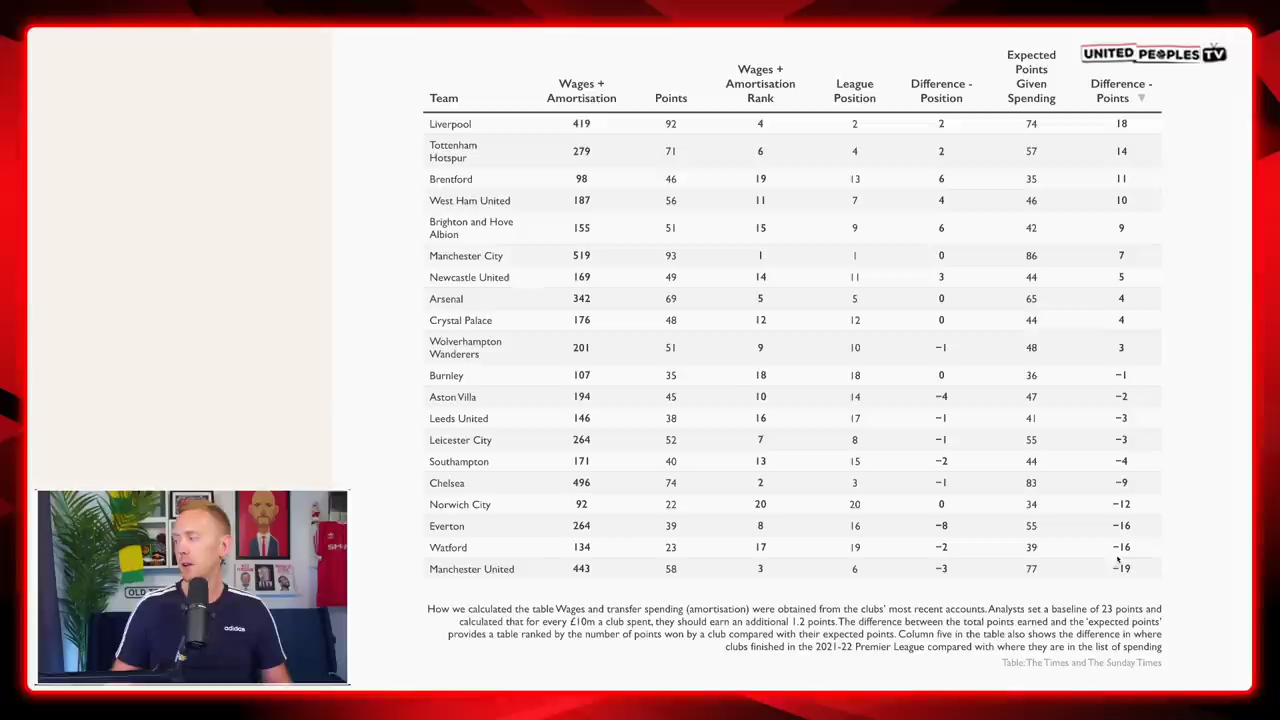 UNITED PEOPLES TV
Team Wages + Amortisation Points Wages + Amortisation Rank League Position Difference - Position Expected Points Given Spending Difference - Points ▼
Liverpool 419 92 4 2 2 74 18
Tottenham Hotspur 279 71 6 4 2 57 14
Brentford 98 46 19 13 6 35 11
West Ham United 187 56 11 7 4 46 10
Brighton and Hove Albion 155 51 15 9 6 42 9
Manchester City 519 93 1 1 0 86 7
Newcastle United 169 49 14 11 3 44 5
Arsenal 342 69 5 5 0 65 4
Crystal Palace 176 48 12 12 0 44 4
Wolverhampton Wanderers 201 51 9 10 −1 48 3
Burnley 107 35 18 18 0 36 −1
Aston Villa 194 45 10 14 −4 47 −2
Leeds United 146 38 16 17 −1 41 −3
Leicester City 264 52 7 8 −1 55 −3
Southampton 171 40 13 15 −2 44 −4
Chelsea 496 74 2 3 −1 83 −9
Norwich City 92 22 20 20 0 34 −12
Everton 264 39 8 16 −8 55 −16
Watford 134 23 17 19 −2 39 −16
Manchester United 443 58 3 6 −3 77 −19
How we calculated the table Wages and transfer spending (amortisation) were obtained from the clubs' most recent accounts. Analysts set a baseline of 23 points and
calculated that for every £10m a club spent, they should earn an additional 1.2 points. The difference between the total points earned and the 'expected points'
provides a table ranked by the number of points won by a club compared with their expected points. Column five in the table also shows the difference in where
clubs finished in the 2021-22 Premier League compared with where they are in the list of spending
Table: The Times and The Sunday Times
OLD
adidas